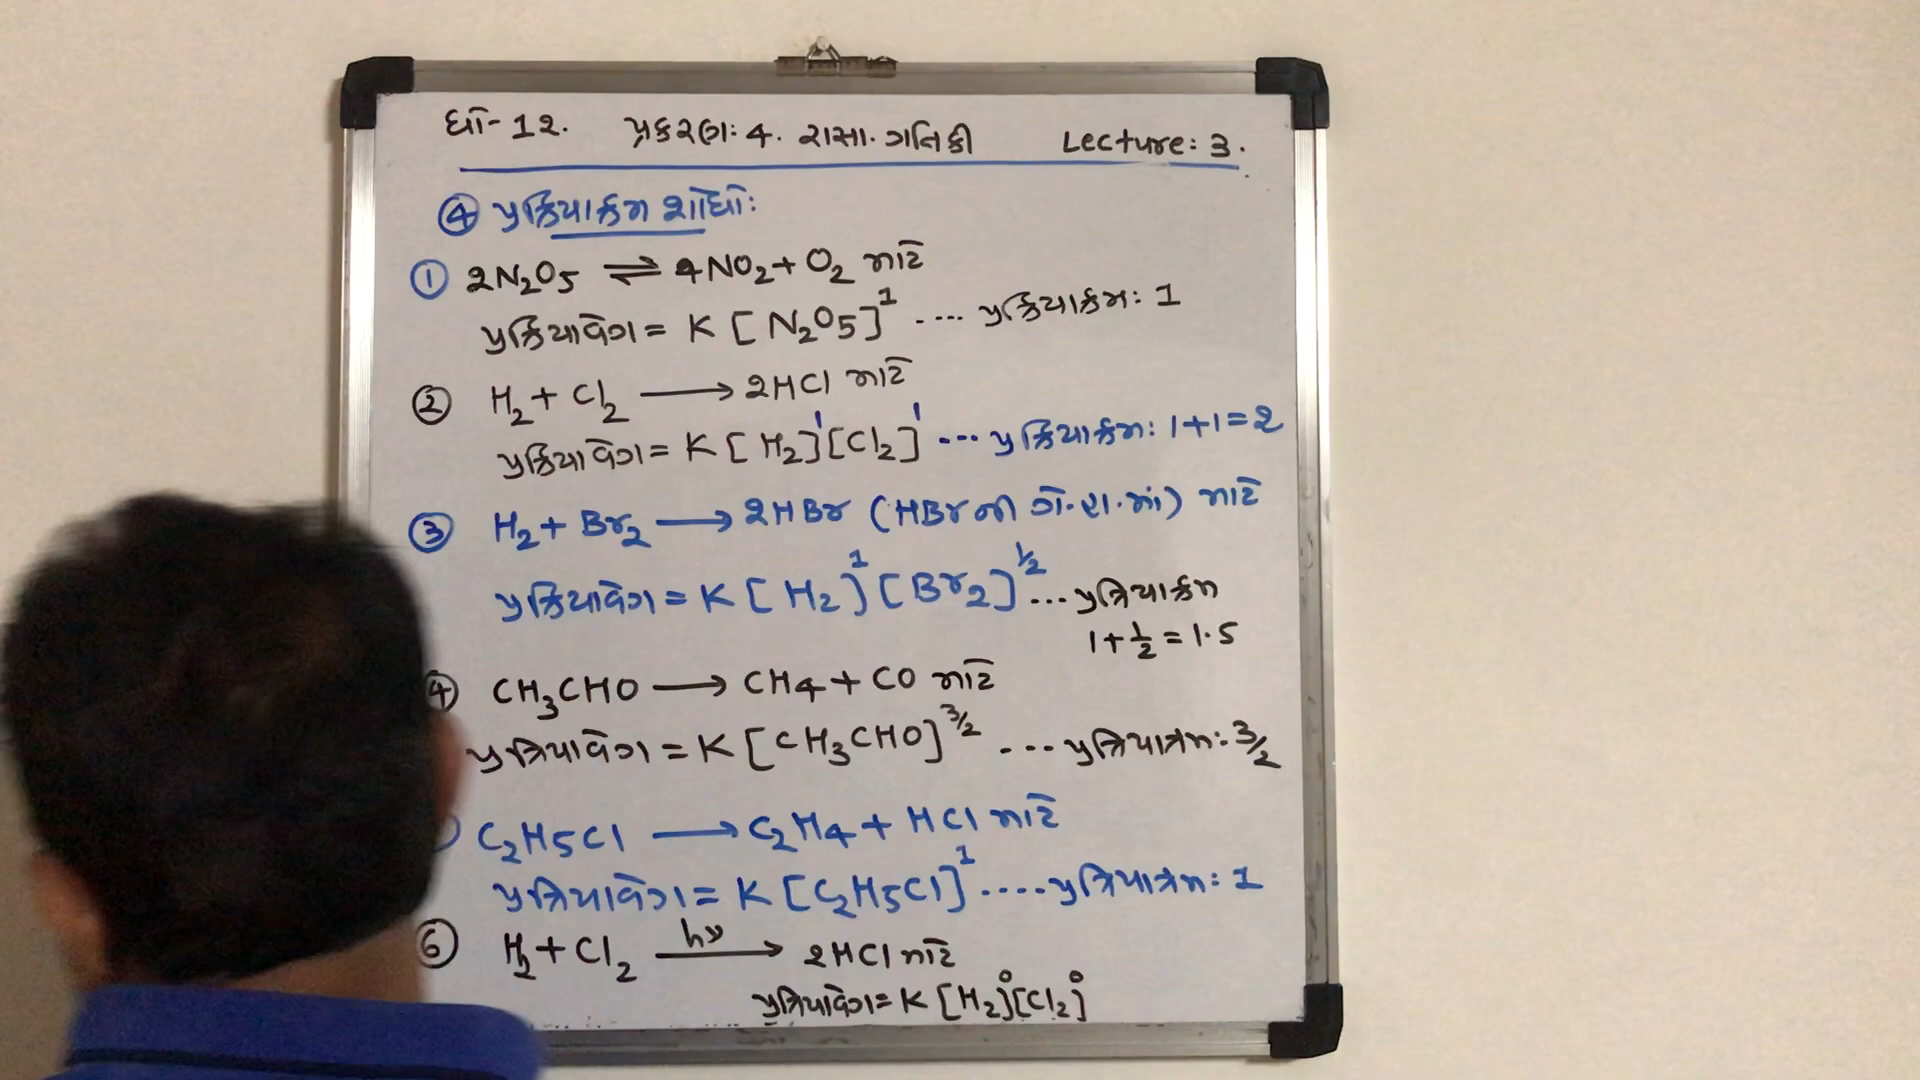 ધો-12. પ્રકરણ: 4. રાસા. ગતિકી Lecture: 3.
④ પ્રક્રિયાક્રમ શોધો:
① 2N₂O₅ ⇌ 4NO₂ + O₂ માટે
પ્રક્રિયાવેગ = K [N₂O₅]¹ .... પ્રક્રિયાક્રમ: 1
② H₂ + Cl₂ ⟶ 2HCl માટે
પ્રક્રિયાવેગ = K [H₂]¹[Cl₂]¹ ... પ્રક્રિયાક્રમ: 1+1=2
③ H₂ + Br₂ ⟶ 2HBr (HBr ની ગે.હા.માં) માટે
પ્રક્રિયાવેગ = K [H₂]¹ [Br₂]^½ ... પ્રક્રિયાક્રમ
1 + ½ = 1.5
④ CH₃CHO ⟶ CH₄ + CO માટે
પ્રક્રિયાવેગ = K [CH₃CHO]^3/2 .... પ્રક્રિયાક્રમ: 3/2
C₂H₅Cl ⟶ C₂H₄ + HCl માટે
પ્રક્રિયાવેગ = K [C₂H₅Cl]¹ .... પ્રક્રિયાક્રમ: 1
⑥ H₂ + Cl₂ —hν⟶ 2HCl માટે
પ્રક્રિયાવેગ = K [H₂]⁰[Cl₂]⁰